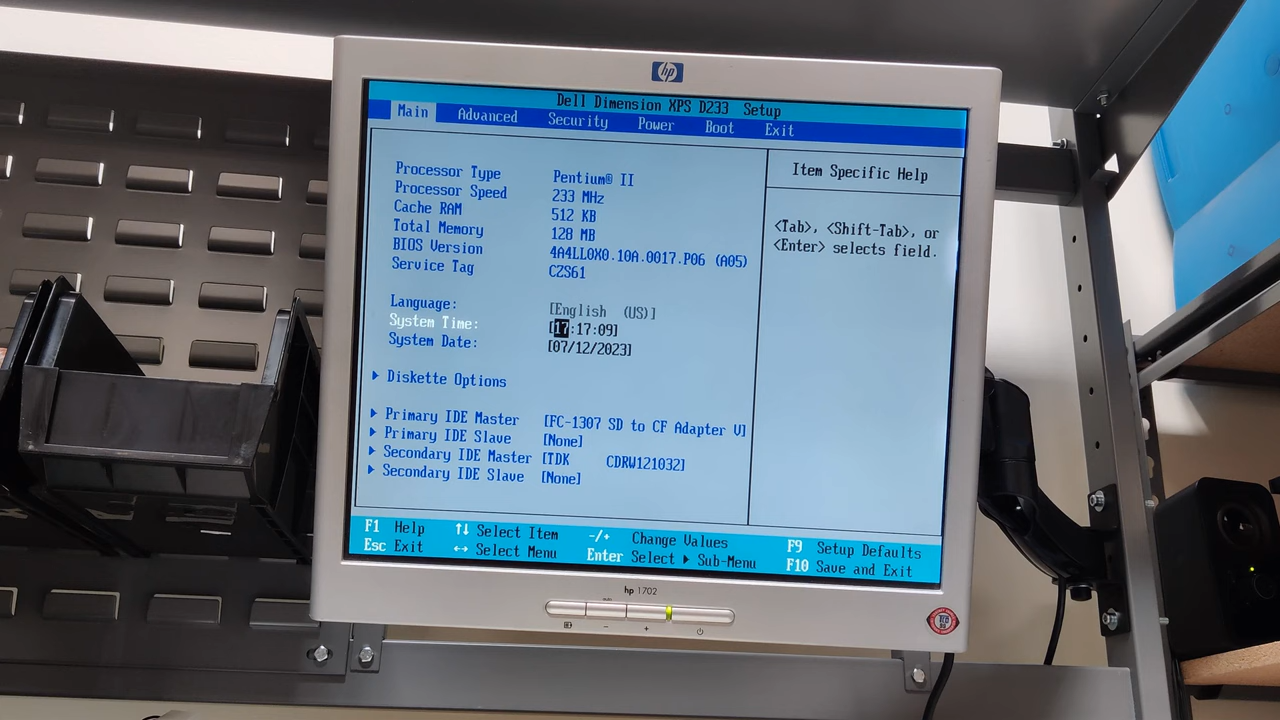 hp
Dell Dimension XPS D233 Setup
Main Advanced Security Power Boot Exit
Processor Type Pentium® II
Processor Speed 233 MHz
Cache RAM 512 KB
Total Memory 128 MB
BIOS Version 4A4LL0X0.10A.0017.P06 (A05)
Service Tag CZS61
Language: [English (US)]
System Time: [17:17:09]
System Date: [07/12/2023]
Diskette Options
Primary IDE Master [FC-1307 SD to CF Adapter V]
Primary IDE Slave [None]
Secondary IDE Master [TDK CDRW121032]
Secondary IDE Slave [None]
Item Specific Help
<Tab>, <Shift-Tab>, or
<Enter> selects field.
F1 Help ↑↓ Select Item -/+ Change Values F9 Setup Defaults
Esc Exit ↔ Select Menu Enter Select ▶ Sub-Menu F10 Save and Exit
hp 1702
auto
- +